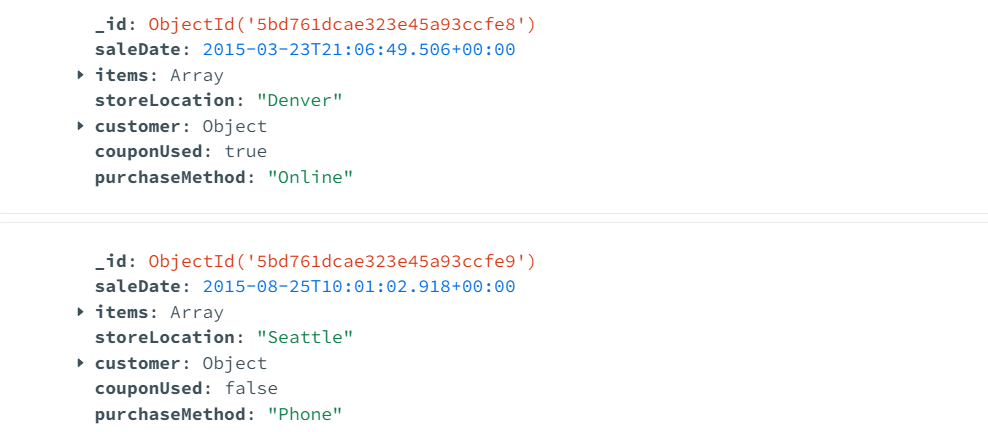 _id: ObjectId('5bd761dcae323e45a93ccfe8')
saleDate: 2015-03-23T21:06:49.506+00:00
items: Array
storeLocation: "Denver"
customer: Object
couponUsed: true
purchaseMethod: "Online"
_id: ObjectId('5bd761dcae323e45a93ccfe9')
saleDate: 2015-08-25T10:01:02.918+00:00
items: Array
storeLocation: "Seattle"
customer: Object
couponUsed: false
purchaseMethod: "Phone"